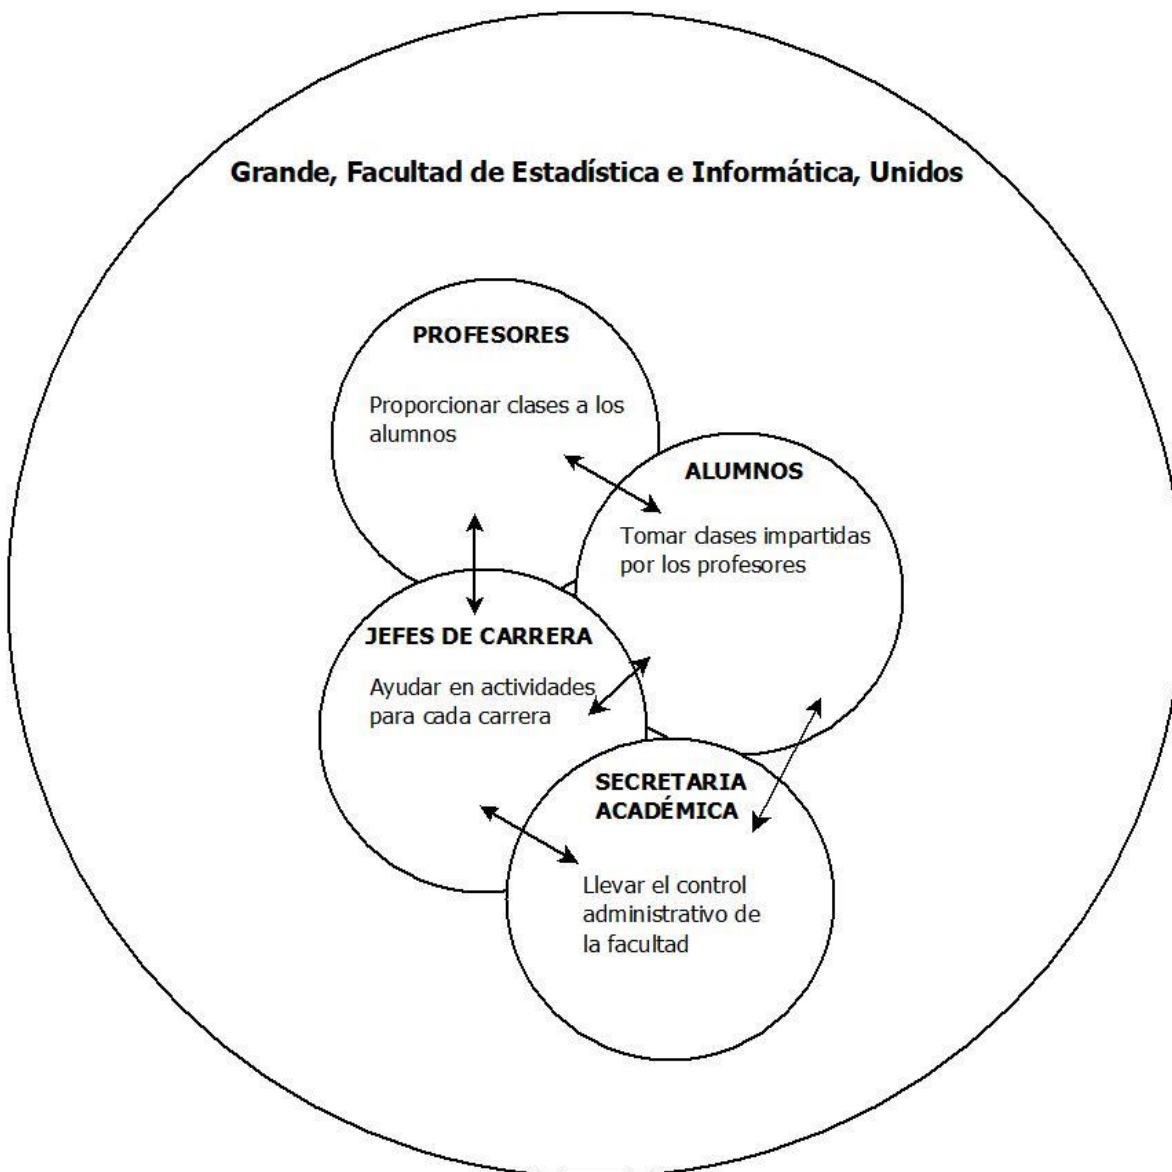 Grande, Facultad de Estadística e Informática, Unidos
PROFESORES
Proporcionar clases a los
alumnos
ALUMNOS
Tomar clases impartidas
por los profesores
JEFES DE CARRERA
Ayudar en actividades
para cada carrera
SECRETARIA
ACADÉMICA
Llevar el control
administrativo de
la facultad